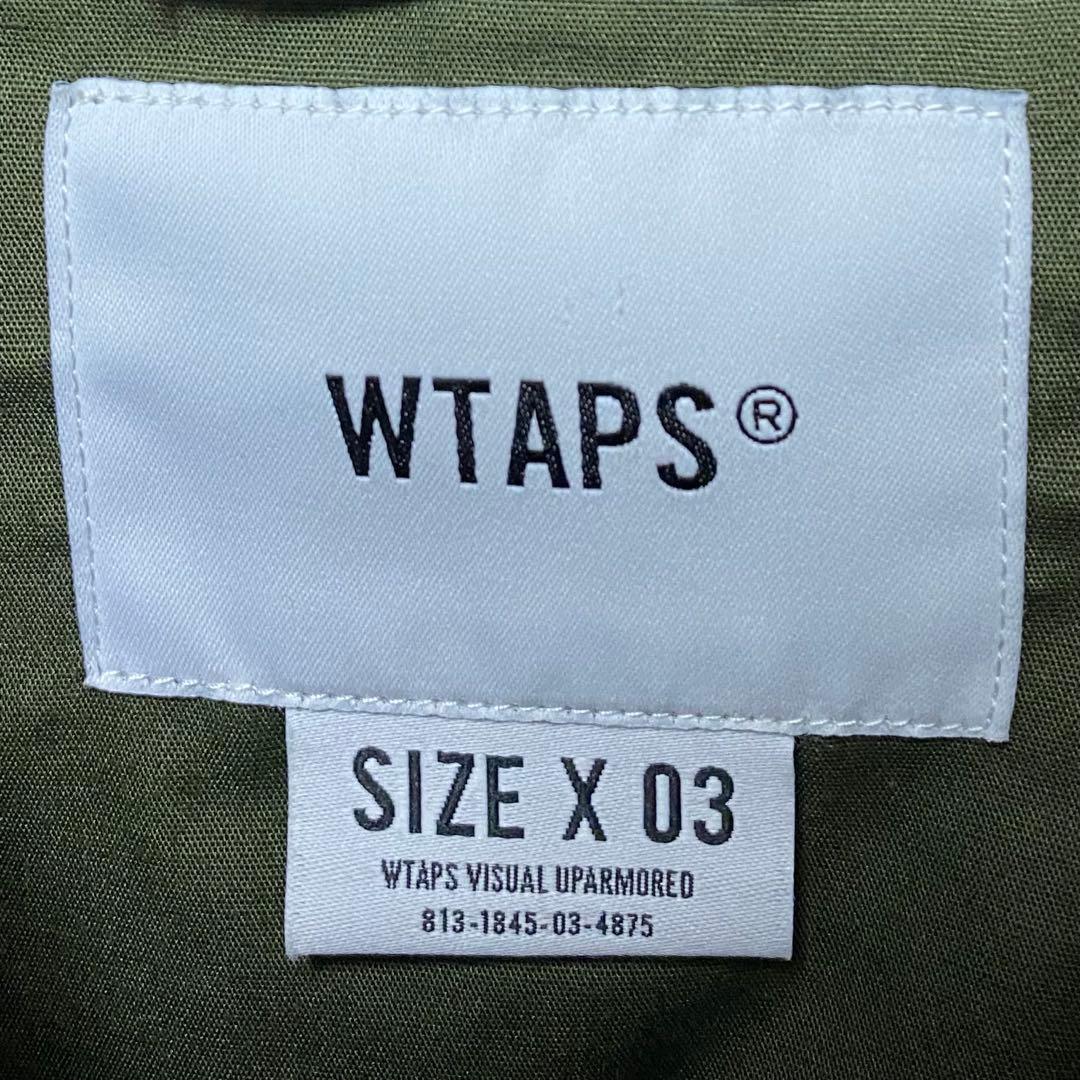 WTAPS®
SIZE X 03
WTAPS VISUAL UPARMORED
813-1845-03-4875